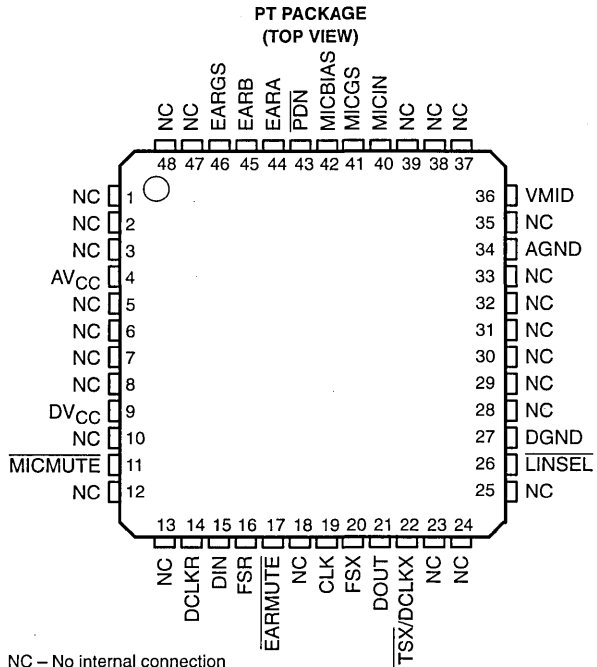 PT PACKAGE
(TOP VIEW)
NC
NC
EARGS
EARB
EARA
PDN
MICBIAS
MICGS
MICIN
NC
NC
NC
48 47 46 45 44 43 42 41 40 39 38 37
NC 1
NC 2
NC 3
AVCC 4
NC 5
NC 6
NC 7
NC 8
DVCC 9
NC 10
MICMUTE 11
NC 12
36 VMID
35 NC
34 AGND
33 NC
32 NC
31 NC
30 NC
29 NC
28 NC
27 DGND
26 LINSEL
25 NC
13 14 15 16 17 18 19 20 21 22 23 24
NC
DCLKR
DIN
FSR
EARMUTE
NC
CLK
FSX
DOUT
TSX/DCLKX
NC
NC
NC – No internal connection